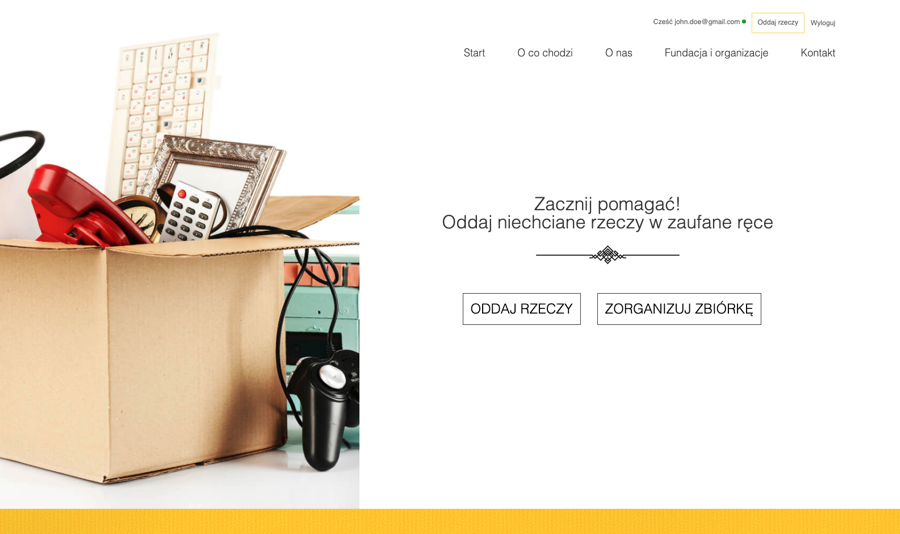 Cześć john.doe@gmail.com Oddaj rzeczy Wyloguj
Start O co chodzi O nas Fundacja i organizacje Kontakt
Zacznij pomagać!
Oddaj niechciane rzeczy w zaufane ręce
ODDAJ RZECZY ZORGANIZUJ ZBIÓRKĘ